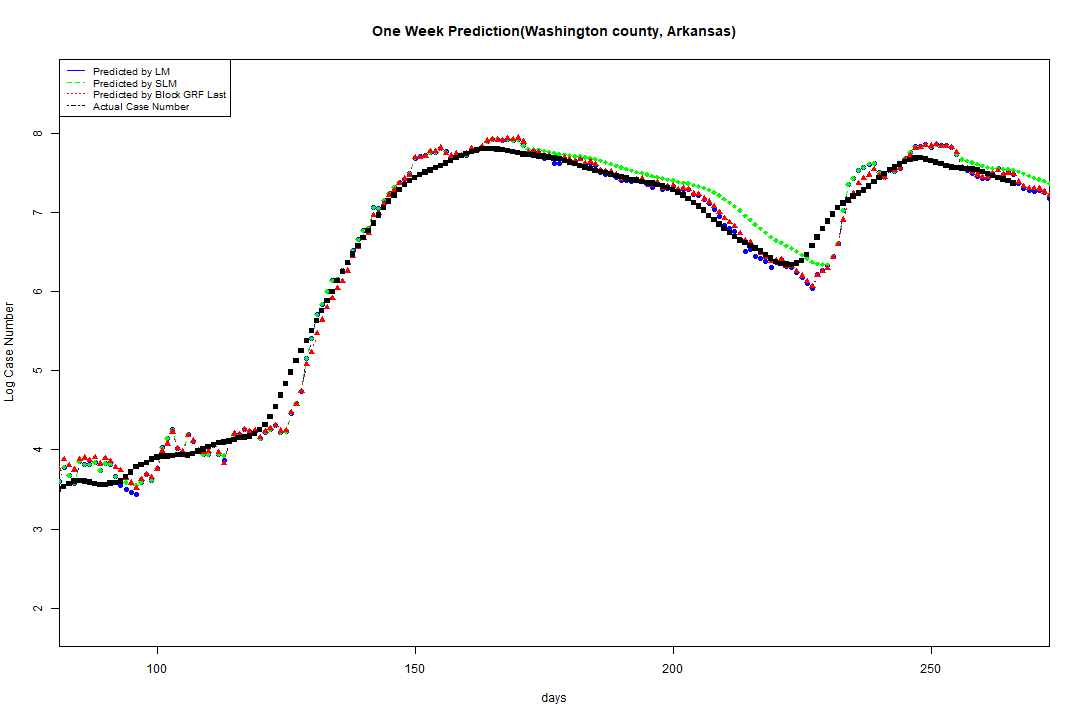 One Week Prediction(Washington county, Arkansas)
Predicted by LM
Predicted by SLM
Predicted by Block GRF Last
Actual Case Number
8
7
6
5
4
3
2
Log Case Number
100 150 200 250
days